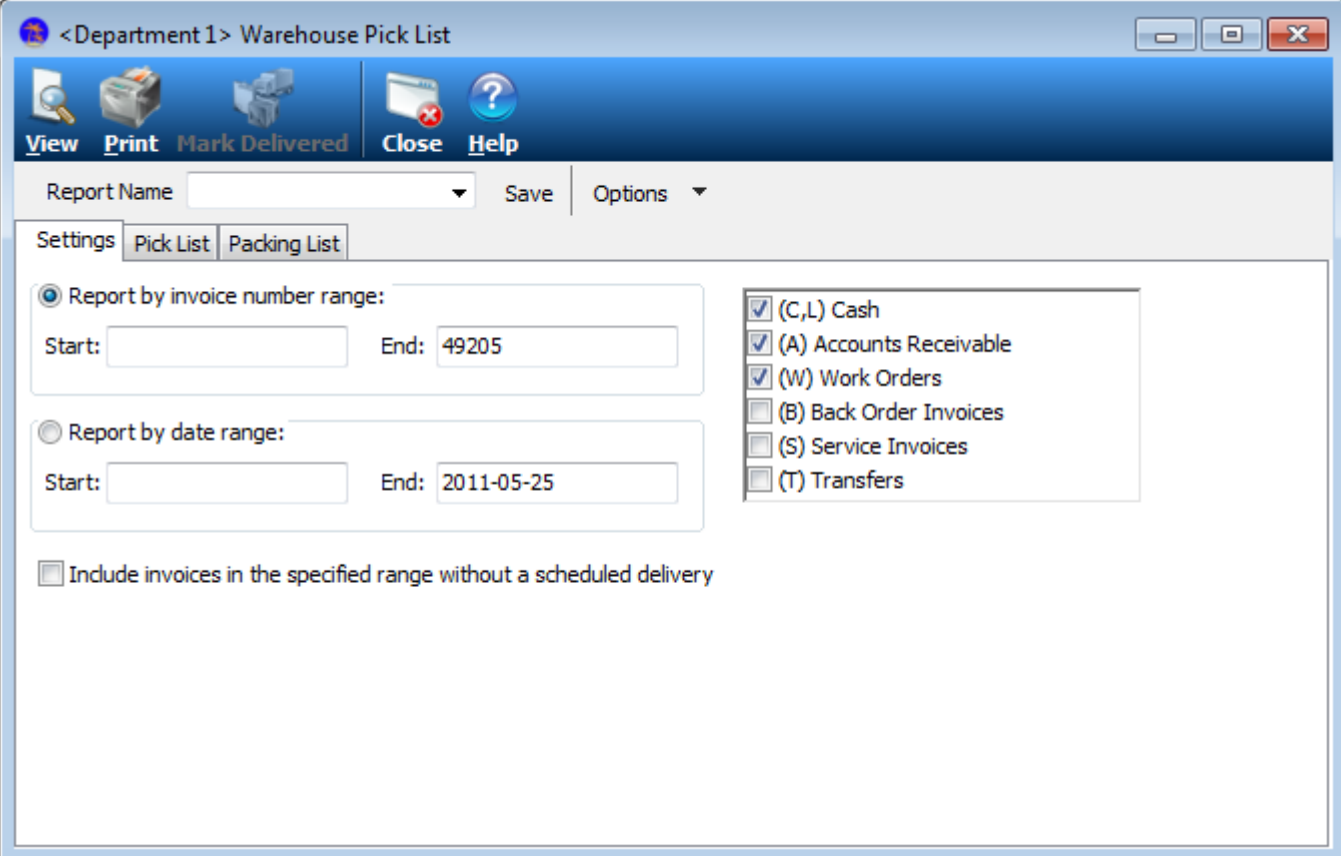 <Department 1> Warehouse Pick List
View Print Mark Delivered Close Help
Report Name Save Options
Settings Pick List Packing List
Report by invoice number range:
Start: End: 49205
Report by date range:
Start: End: 2011-05-25
Include invoices in the specified range without a scheduled delivery
(C,L) Cash
(A) Accounts Receivable
(W) Work Orders
(B) Back Order Invoices
(S) Service Invoices
(T) Transfers